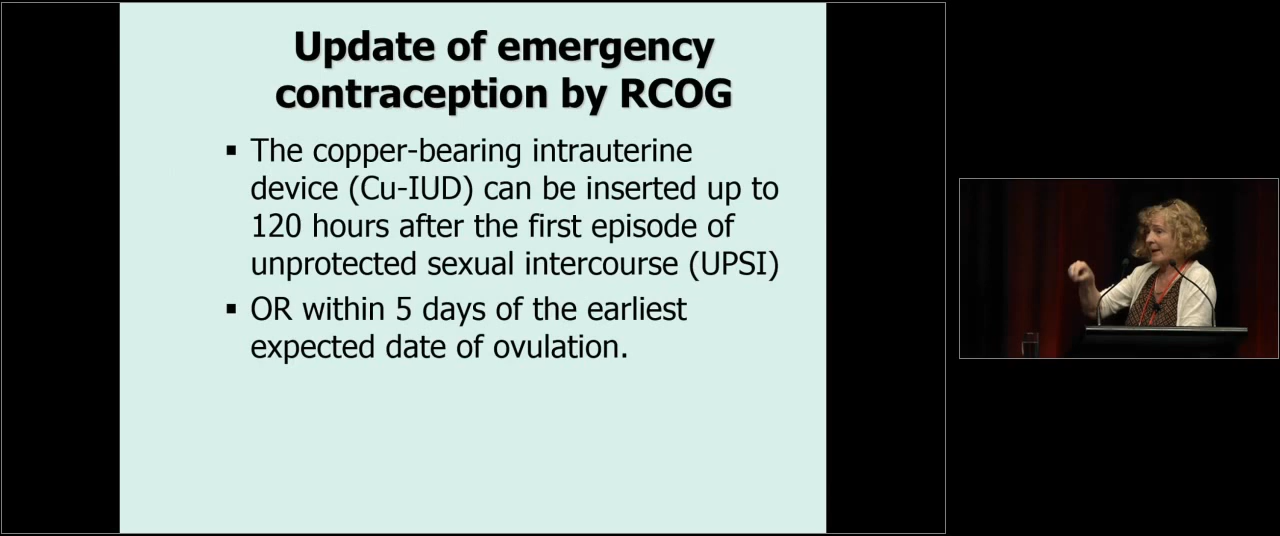 Update of emergency
contraception by RCOG
▪ The copper-bearing intrauterine
device (Cu-IUD) can be inserted up to
120 hours after the first episode of
unprotected sexual intercourse (UPSI)
▪ OR within 5 days of the earliest
expected date of ovulation.